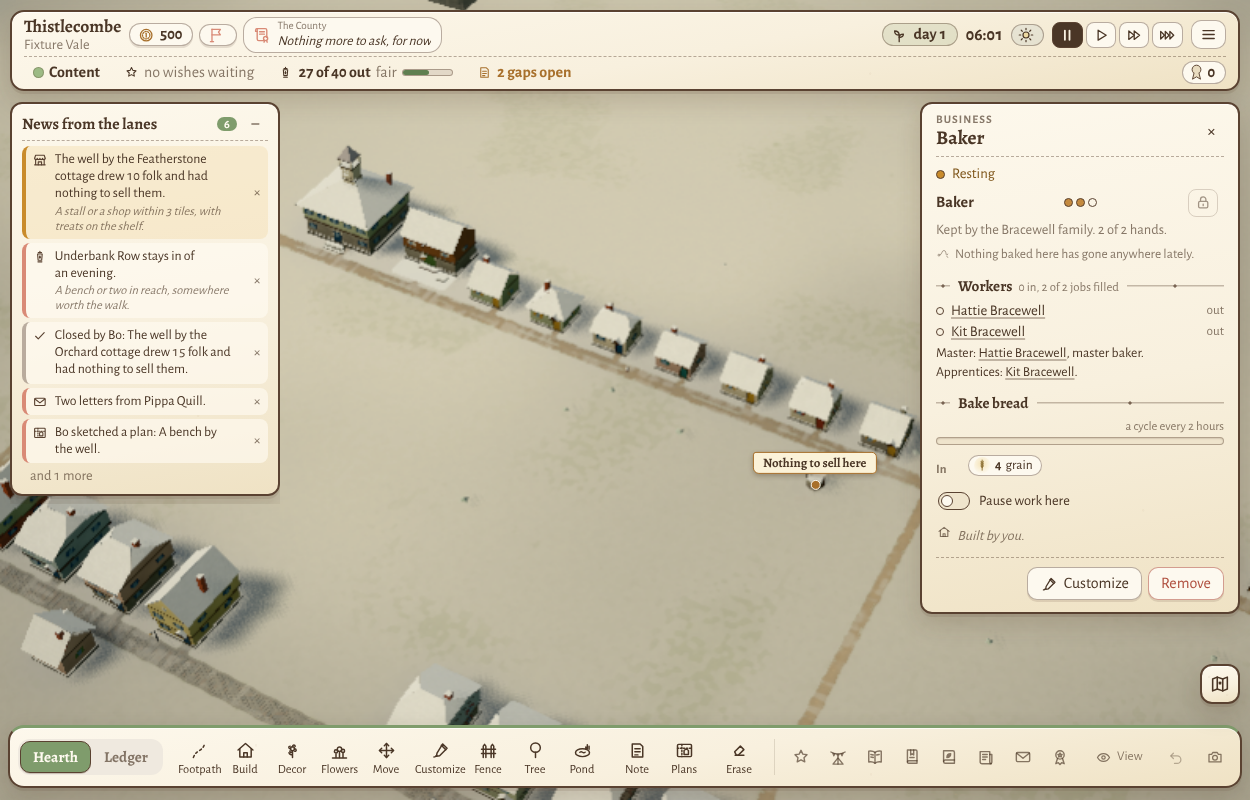 Thistlecombe
Fixture Vale
500
The County
Nothing more to ask, for now
day 1
06:01
Content
no wishes waiting
27 of 40 out fair
2 gaps open
0
News from the lanes
6
The well by the Featherstone
cottage drew 10 folk and had
nothing to sell them.
A stall or a shop within 3 tiles, with
treats on the shelf.
Underbank Row stays in of
an evening.
A bench or two in reach, somewhere
worth the walk.
Closed by Bo: The well by the
Orchard cottage drew 15 folk and
had nothing to sell them.
Two letters from Pippa Quill.
Bo sketched a plan: A bench by
the well.
and 1 more
Nothing to sell here
BUSINESS
Baker
Resting
Baker
Kept by the Bracewell family. 2 of 2 hands.
Nothing baked here has gone anywhere lately.
Workers 0 in, 2 of 2 jobs filled
Hattie Bracewell out
Kit Bracewell out
Master: Hattie Bracewell, master baker.
Apprentices: Kit Bracewell.
Bake bread
a cycle every 2 hours
In 4 grain
Pause work here
Built by you.
Customize
Remove
Hearth
Ledger
Footpath
Build
Decor
Flowers
Move
Customize
Fence
Tree
Pond
Note
Plans
Erase
View